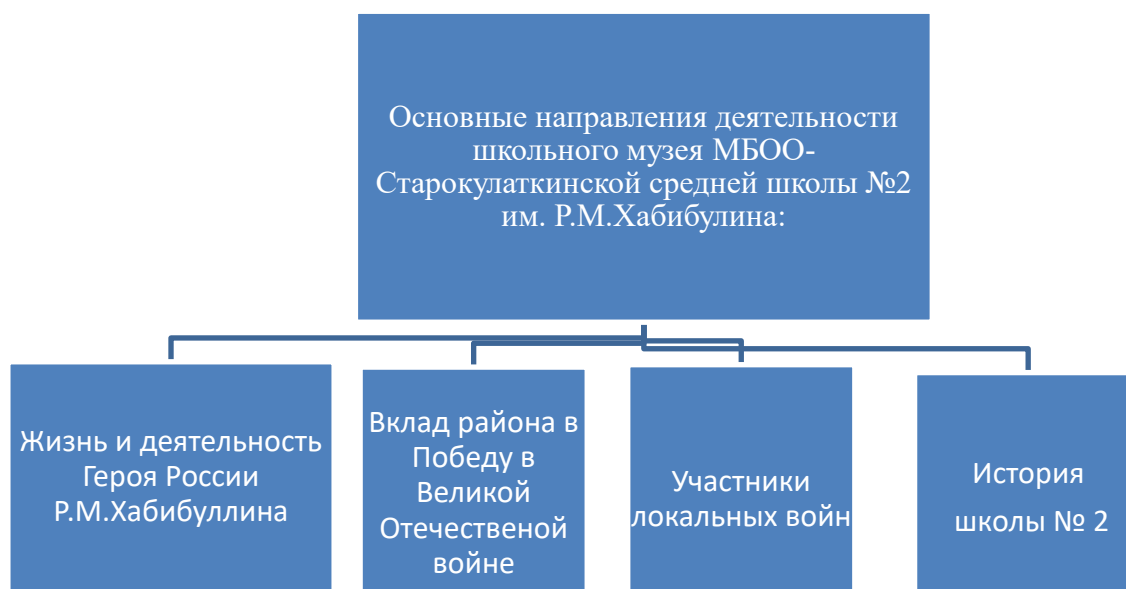 Основные направления деятельности
школьного музея МБОО-
Старокулаткинской средней школы №2
им. Р.М.Хабибулина:
Жизнь и деятельность
Героя России
Р.М.Хабибуллина
Вклад района в
Победу в
Великой
Отечественой
войне
Участники
локальных войн
История
школы № 2